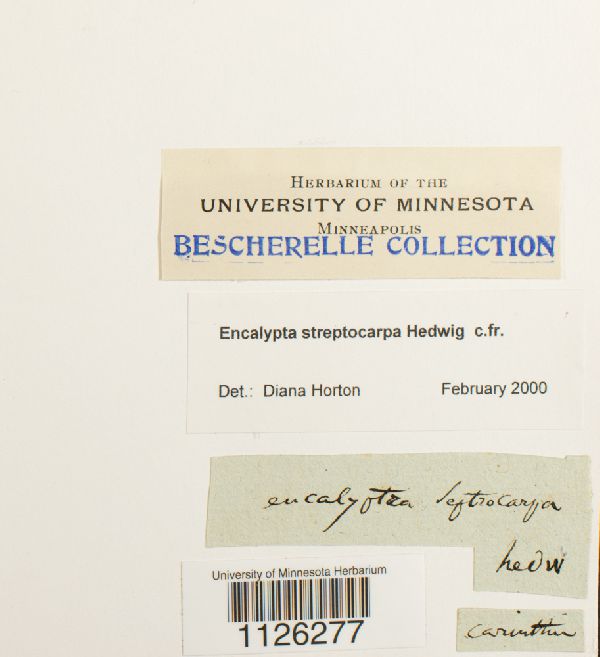 HERBARIUM OF THE
UNIVERSITY OF MINNESOTA
MINNEAPOLIS
BESCHERELLE COLLECTION
Encalypta streptocarpa Hedwig c.fr.
Det.: Diana Horton February 2000
encalyptra septrocarpa
hedw
carinthia
University of Minnesota Herbarium
1126277